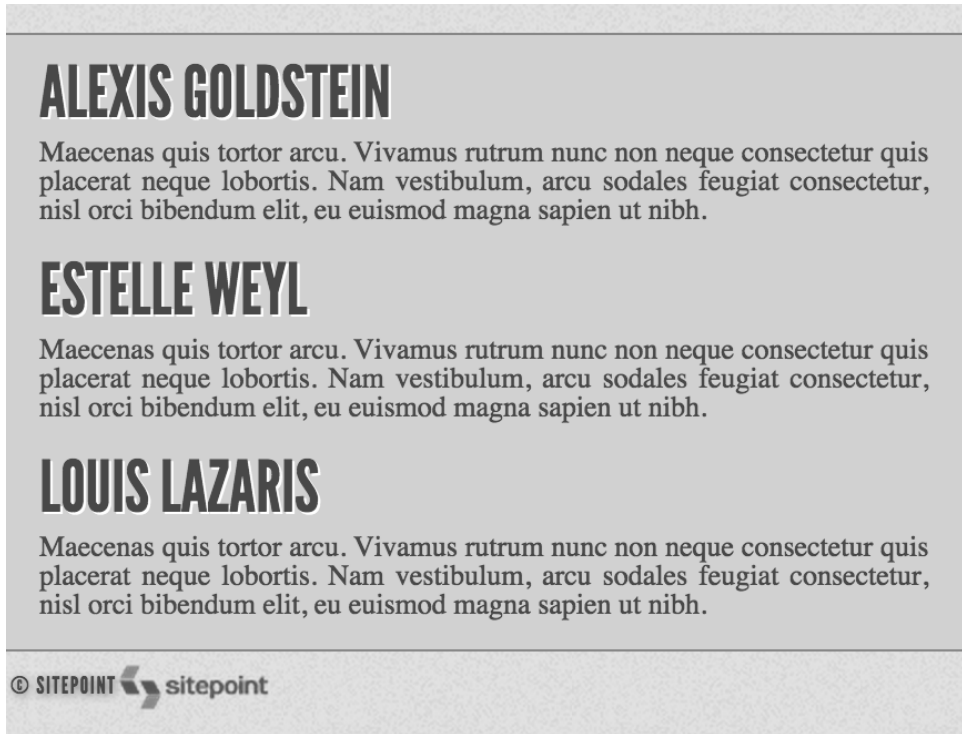 ALEXIS GOLDSTEIN
Maecenas quis tortor arcu. Vivamus rutrum nunc non neque consectetur quis
placerat neque lobortis. Nam vestibulum, arcu sodales feugiat consectetur,
nisl orci bibendum elit, eu euismod magna sapien ut nibh.
ESTELLE WEYL
Maecenas quis tortor arcu. Vivamus rutrum nunc non neque consectetur quis
placerat neque lobortis. Nam vestibulum, arcu sodales feugiat consectetur,
nisl orci bibendum elit, eu euismod magna sapien ut nibh.
LOUIS LAZARIS
Maecenas quis tortor arcu. Vivamus rutrum nunc non neque consectetur quis
placerat neque lobortis. Nam vestibulum, arcu sodales feugiat consectetur,
nisl orci bibendum elit, eu euismod magna sapien ut nibh.
© SITEPOINT sitepoint